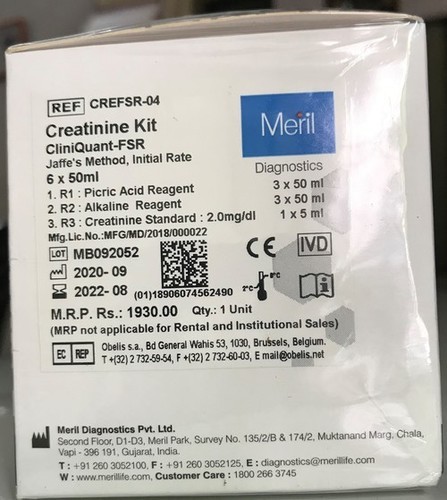 REF CREFSR-04
Creatinine Kit
CliniQuant-FSR
Jaffe's Method, Initial Rate
6 x 50ml
Meril
Diagnostics
1. R1 : Picric Acid Reagent 3 x 50 ml
2. R2 : Alkaline Reagent 3 x 50 ml
3. R3 : Creatinine Standard : 2.0mg/dl 1 x 5 ml
Mfg.Lic.No.:MFG/MD/2018/000022
LOT MB092052
CE IVD
2020-09
2022-08 (01)18906074562490
2°C 8°C
M.R.P. Rs.: 1930.00 Qty.: 1 Unit
(MRP not applicable for Rental and Institutional Sales)
EC REP Obelis s.a., Bd General Wahis 53, 1030, Brussels, Belgium.
T +(32) 2 732-59-54, F +(32) 2 732-60-03, E mail@obelis.net
Meril Diagnostics Pvt. Ltd.
Second Floor, D1-D3, Meril Park, Survey No. 135/2/B & 174/2, Muktanand Marg, Chala,
Vapi - 396 191, Gujarat, India.
T : +91 260 3052100, F : +91 260 3052125, E : diagnostics@merillife.com
W : www.merillife.com, Customer Care : 1800 266 3745